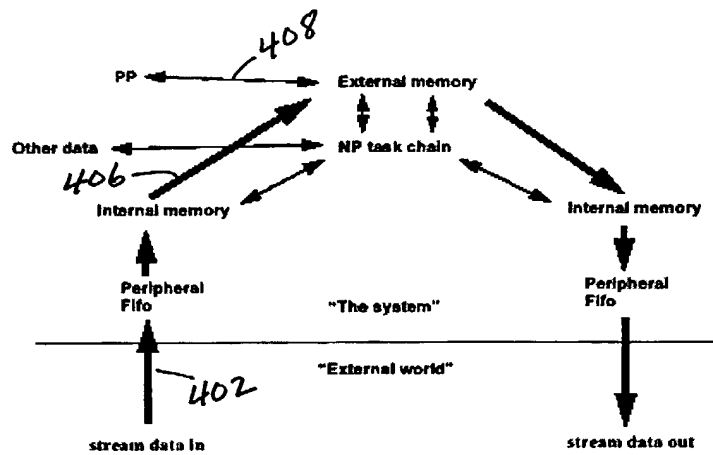 408
PP
External memory
Other data
NP task chain
406
Internal memory
Internal memory
Peripheral
Fifo
Peripheral
Fifo
"The system"
"External world"
402
stream data in
stream data out